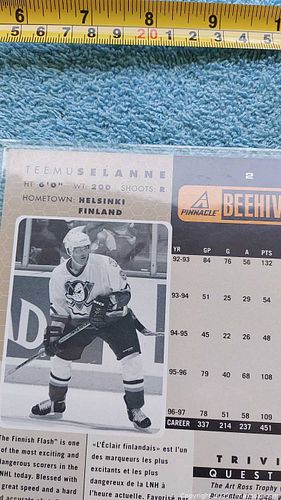 6 7 8 9
5 6 7 8 9 20 1 2 3 4 5
TEEMU SELANNE
HT: 6'0" WT: 200 SHOOTS: R
HOMETOWN: HELSINKI
FINLAND
2
PINNACLE
BEEHIV
YR GP G A PTS
92-93 84 76 56 132
93-94 51 25 29 54
94-95 45 22 26 48
95-96 79 40 68 108
96-97 78 51 58 109
CAREER 337 214 237 451
The Finnish Flash" is one
of the most exciting and
dangerous scorers in the
NHL today. Blessed with
great speed and a hard
«L'Éclair finlandais» est l'un
des marqueurs les plus
excitants et les plus
dangereux de la LNH à
l'heure actuelle. Favorisé
TRIVI
QUEST
The Art Ross Trophy